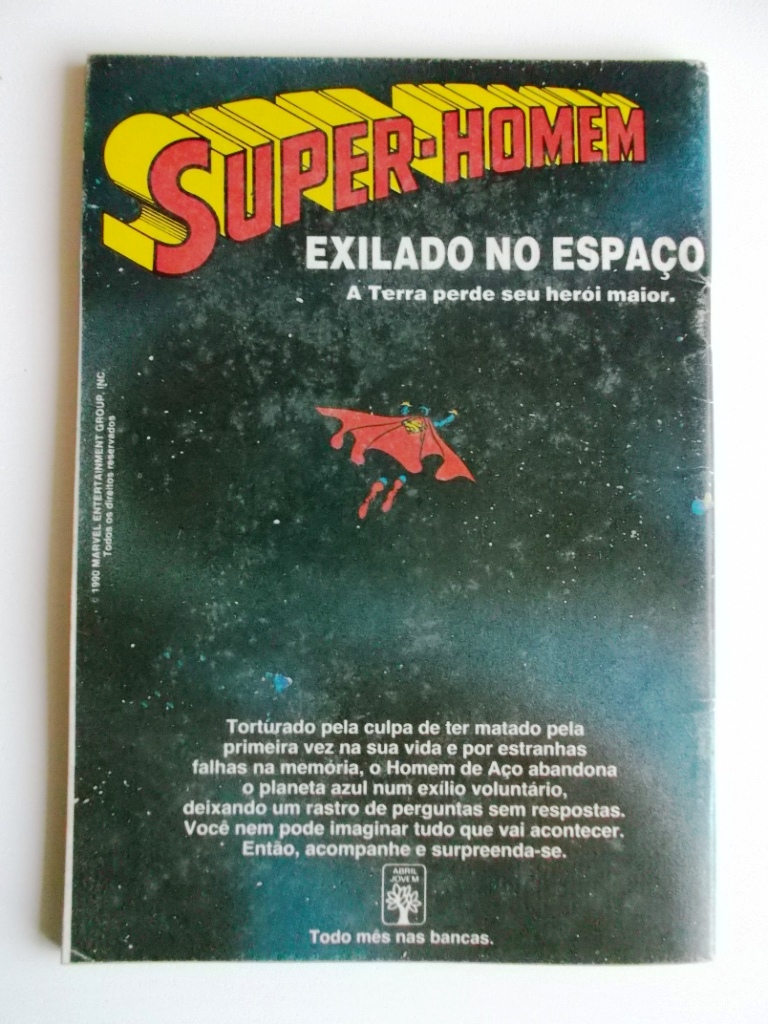 SUPER-HOMEM
EXILADO NO ESPAÇO
A Terra perde seu herói maior.
© 1990 MARVEL ENTERTAINMENT GROUP, INC.
Todos os direitos reservados
Torturado pela culpa de ter matado pela
primeira vez na sua vida e por estranhas
falhas na memória, o Homem de Aço abandona
o planeta azul num exílio voluntário,
deixando um rastro de perguntas sem respostas.
Você nem pode imaginar tudo que vai acontecer.
Então, acompanhe e surpreenda-se.
ABRIL
JOVEM
Todo mês nas bancas.